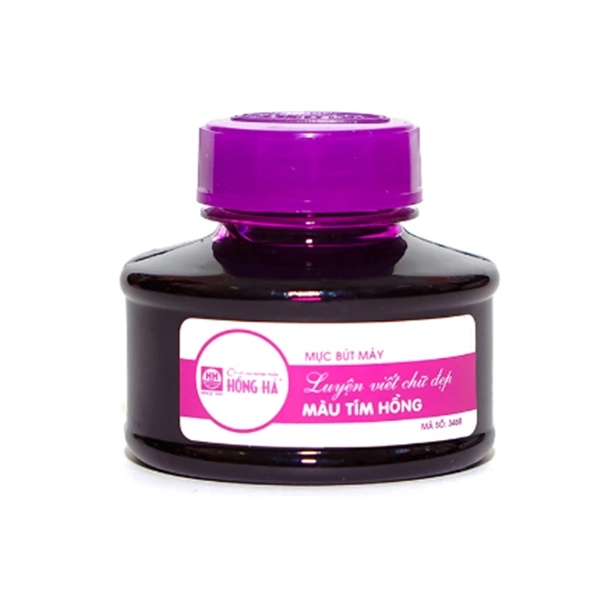 MỰC BÚT MÁY
HỒNG HÀ
Luyện viết chữ đẹp
MÀU TÍM HỒNG
MÃ SỐ: 3468